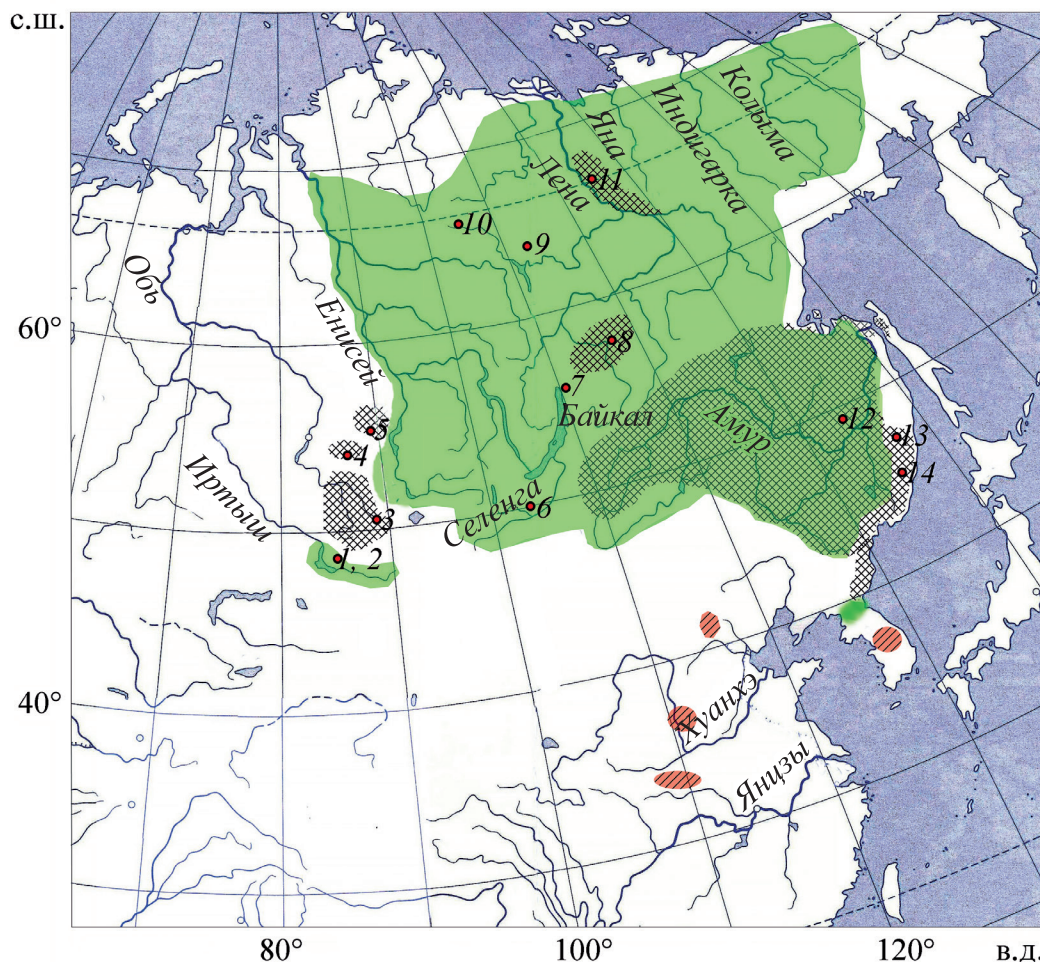 с.ш.
Колыма
Индигирка
Яна
Лена
11
10
9
Обь
Енисей
60°
8
7
Байкал
Амур
12
13
5
4
14
Иртыш
3
Селенга
6
1, 2
40°
Хуанхэ
Янцзы
80°
100°
120°
в.д.